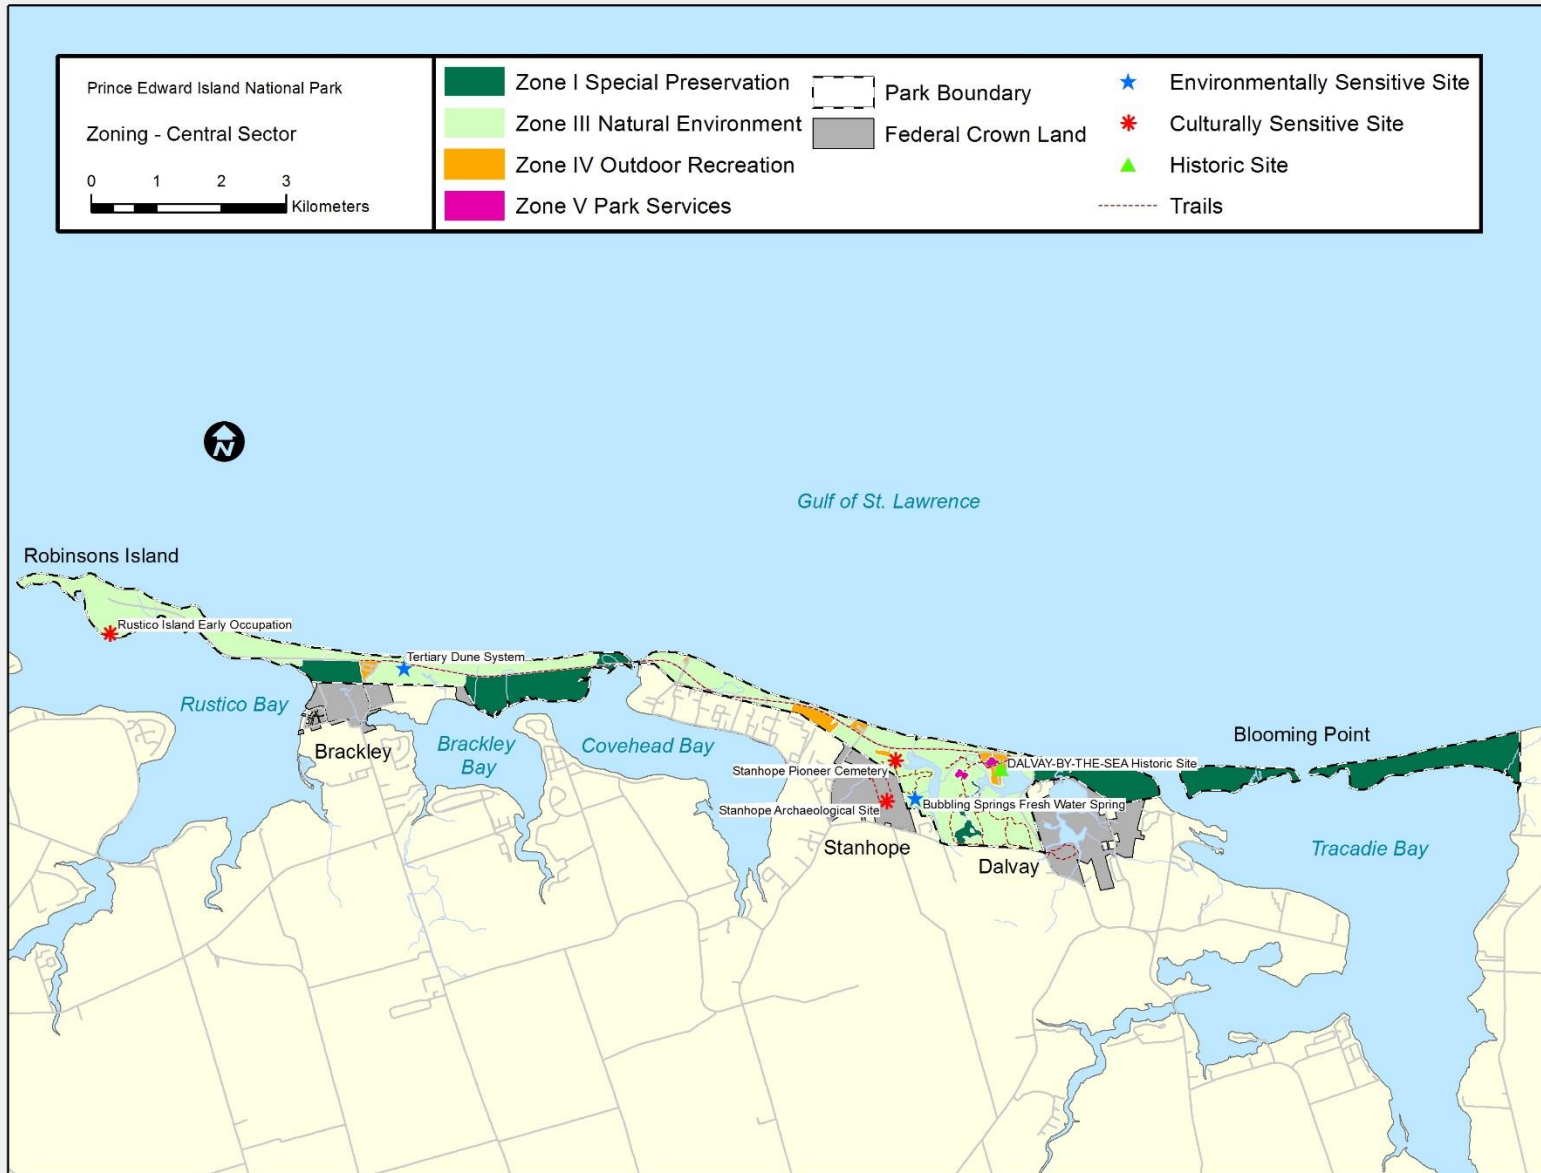 Prince Edward Island National Park
Zoning - Central Sector
0 1 2 3
Kilometers
Zone I Special Preservation
Zone III Natural Environment
Zone IV Outdoor Recreation
Zone V Park Services
Park Boundary
Federal Crown Land
Environmentally Sensitive Site
Culturally Sensitive Site
Historic Site
Trails
N
Gulf of St. Lawrence
Robinsons Island
Rustico Island Early Occupation
Tertiary Dune System
Rustico Bay
Brackley
Brackley
Bay
Covehead Bay
Blooming Point
Stanhope Pioneer Cemetery
DALVAY-BY-THE-SEA Historic Site
Stanhope Archaeological Site
Bubbling Springs Fresh Water Spring
Stanhope
Dalvay
Tracadie Bay